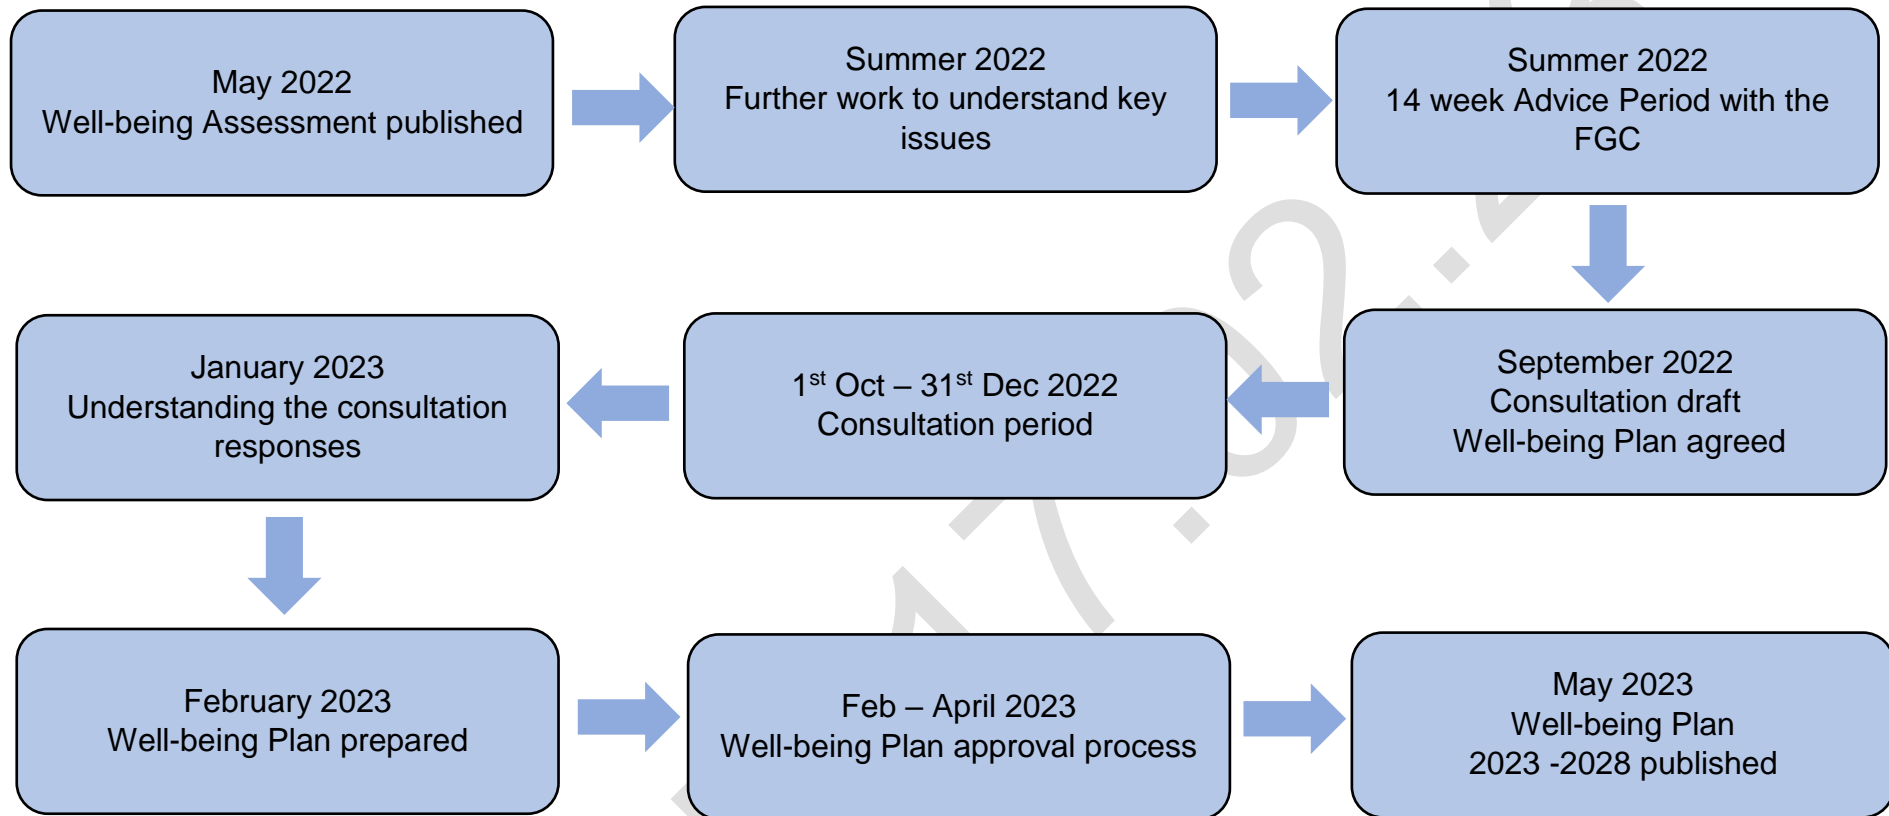 May 2022
Well-being Assessment published
Summer 2022
Further work to understand key
issues
Summer 2022
14 week Advice Period with the
FGC
September 2022
Consultation draft
Well-being Plan agreed
1st Oct – 31st Dec 2022
Consultation period
January 2023
Understanding the consultation
responses
February 2023
Well-being Plan prepared
Feb – April 2023
Well-being Plan approval process
May 2023
Well-being Plan
2023 -2028 published